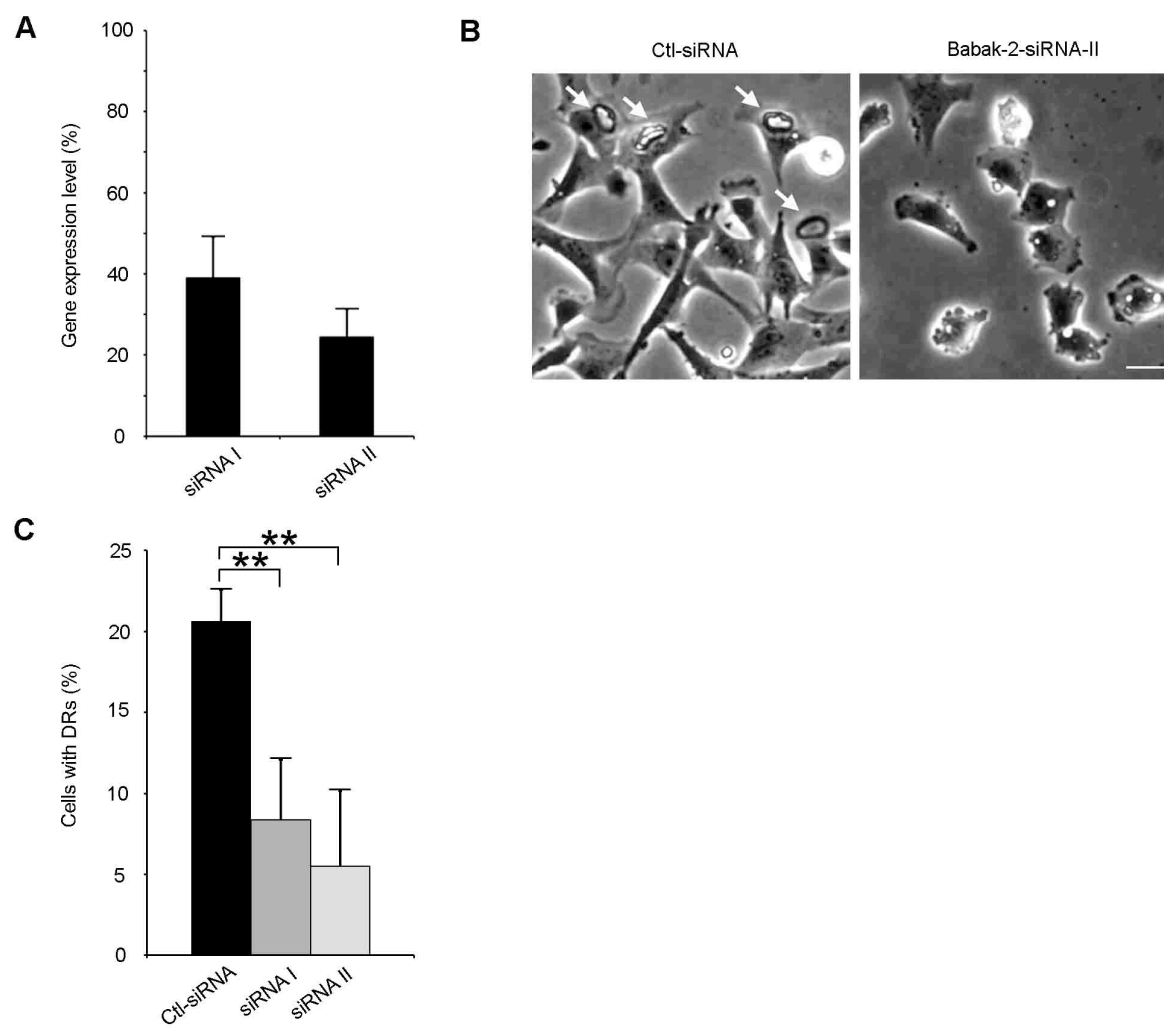 A
100
80
60
40
20
0
Gene expression level (%)
siRNA I
siRNA II
B
Ctl-siRNA
Babak-2-siRNA-II
C
**
**
25
20
15
10
5
0
Cells with DRs (%)
Ctl-siRNA
siRNA I
siRNA II